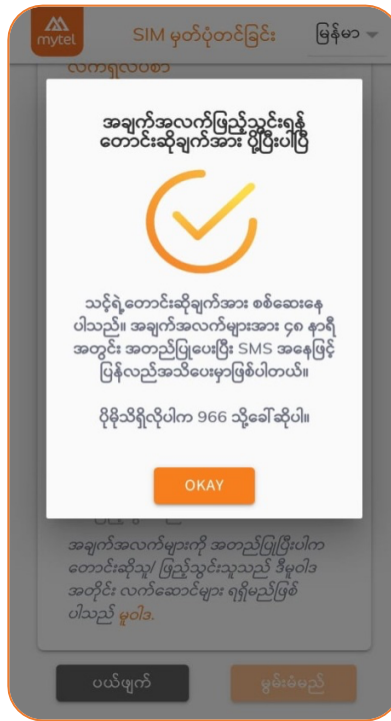 mytel
SIM မှတ်ပုံတင်ခြင်း
မြန်မာ
လက်ရှိလိပ်စာ
အချက်အလက်ဖြည့်သွင်းရန်
တောင်းဆိုချက်အား ပို့ပြီးပါပြီ
သင့်ရဲ့တောင်းဆိုချက်အား စစ်ဆေးနေ
ပါသည်။ အချက်အလက်များအား ၄၈ နာရီ
အတွင်း အတည်ပြုပေးပြီး SMS အနေဖြင့်
ပြန်လည်အသိပေးမှာဖြစ်ပါတယ်။
ပိုမိုသိရှိလိုပါက 966 သို့ခေါ်ဆိုပါ။
OKAY
အချက်အလက်များကို အတည်ပြုပြီးပါက
တောင်းဆိုသူ/ ဖြည့်သွင်းသူသည် ဒီမူဝါဒ
အတိုင်း လက်ဆောင်များ ရရှိမည်ဖြစ်
ပါသည် မူဝါဒ.
ပယ်ဖျက်
မွမ်းမံမည်